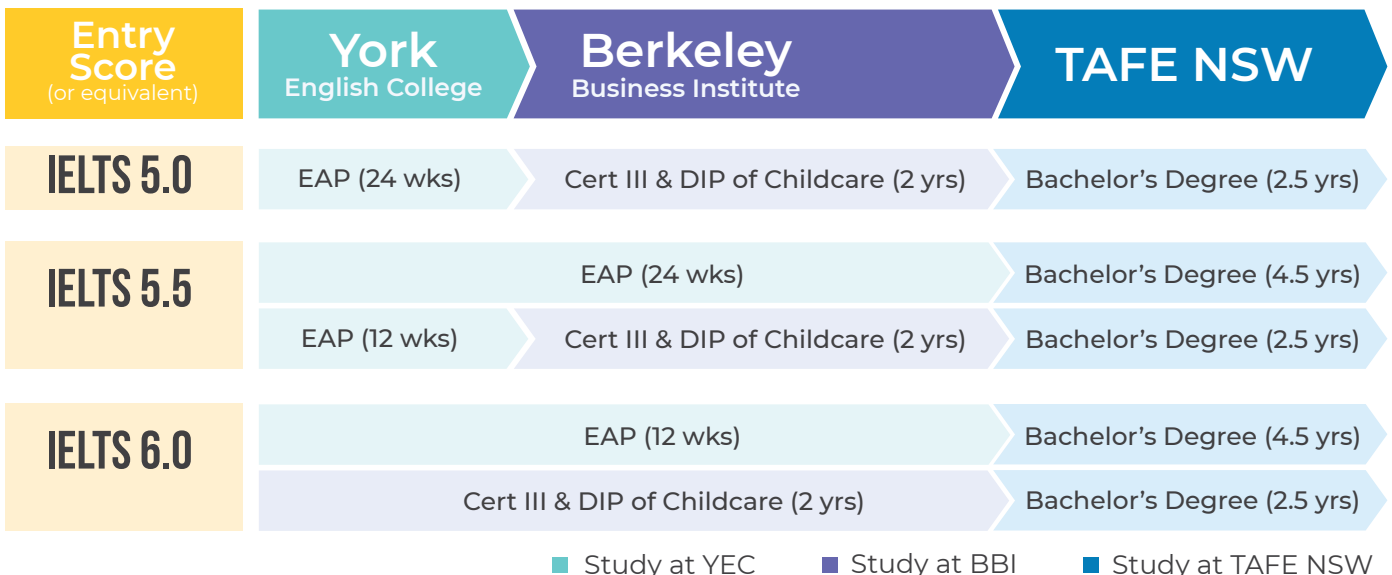 Entry
Score
(or equivalent)
York
English College
Berkeley
Business Institute
TAFE NSW
IELTS 5.0
EAP (24 wks)
Cert III & DIP of Childcare (2 yrs)
Bachelor's Degree (2.5 yrs)
IELTS 5.5
EAP (24 wks)
Bachelor's Degree (4.5 yrs)
EAP (12 wks)
Cert III & DIP of Childcare (2 yrs)
Bachelor's Degree (2.5 yrs)
IELTS 6.0
EAP (12 wks)
Bachelor's Degree (4.5 yrs)
Cert III & DIP of Childcare (2 yrs)
Bachelor's Degree (2.5 yrs)
Study at YEC
Study at BBI
Study at TAFE NSW